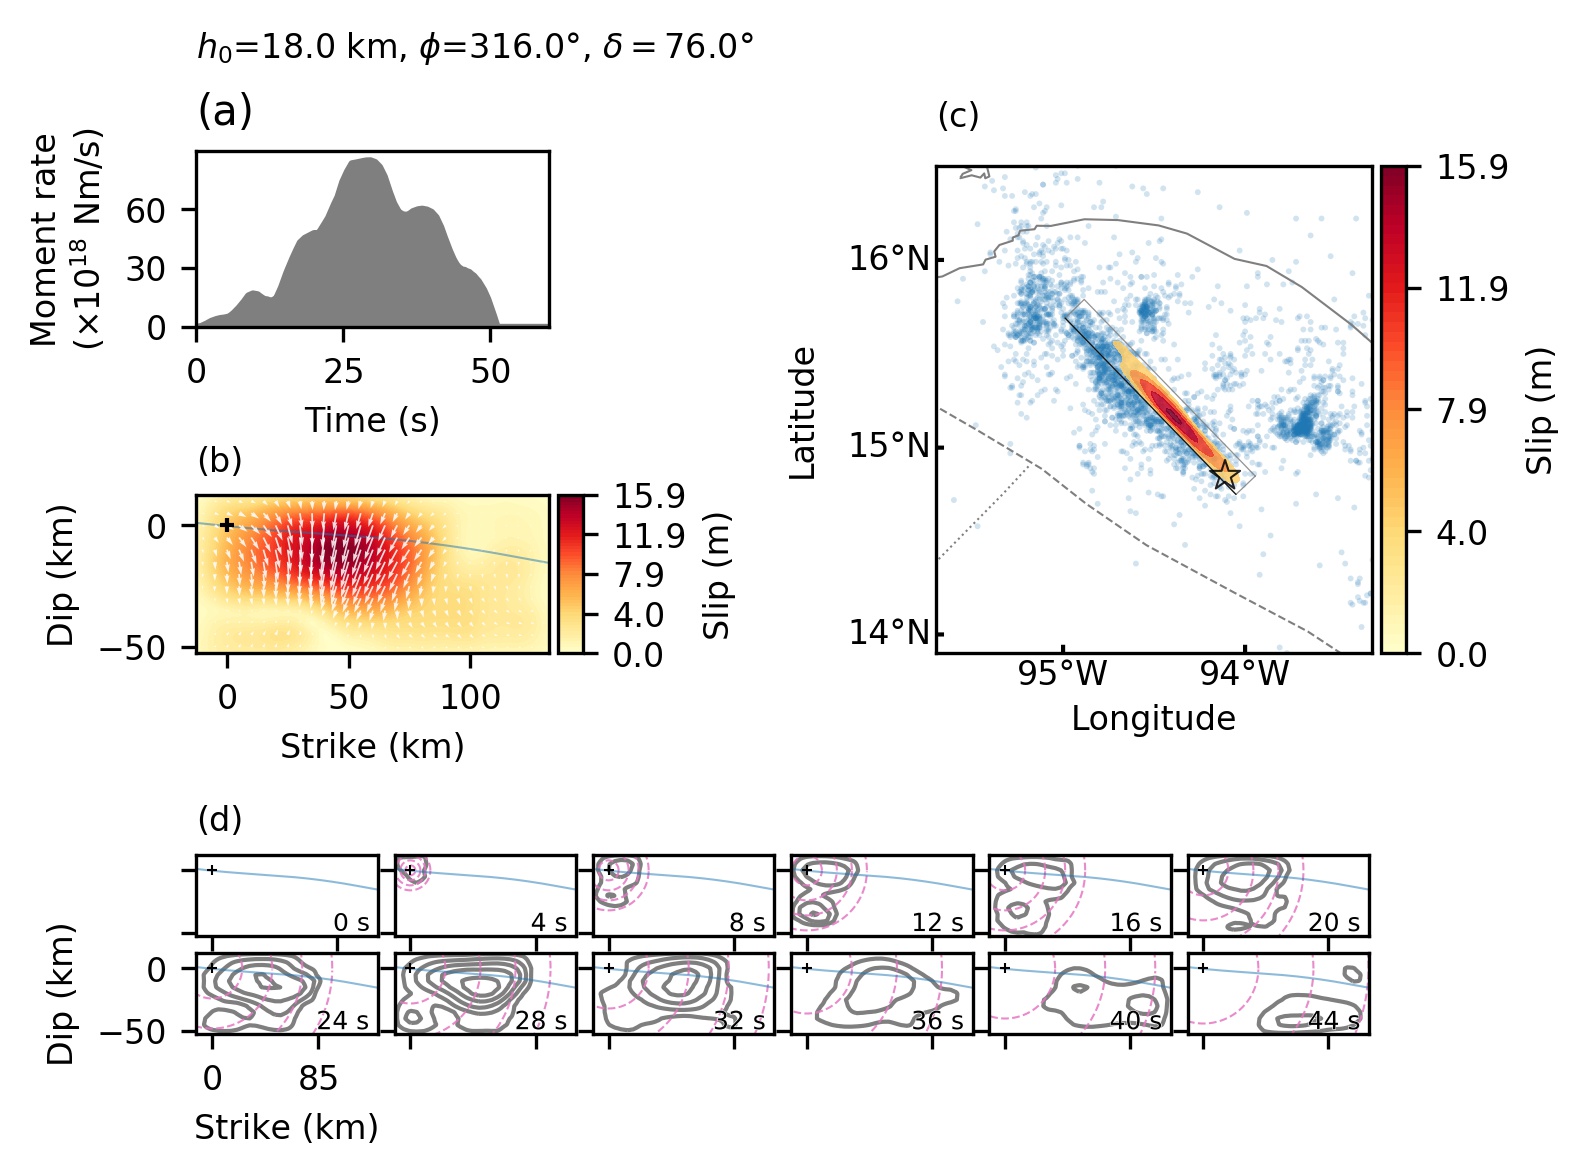 h₀=18.0 km, ϕ=316.0°, δ = 76.0°
(a)
Moment rate
(×10¹⁸ Nm/s)
60
30
0
0 25 50
Time (s)
(b)
Dip (km)
0
−50
0 50 100
Strike (km)
15.9
11.9
7.9
4.0
0.0
Slip (m)
(c)
Latitude
16°N
15°N
14°N
95°W 94°W
Longitude
15.9
11.9
7.9
4.0
0.0
Slip (m)
(d)
0 s 4 s 8 s 12 s 16 s 20 s
Dip (km)
0
−50
24 s 28 s 32 s 36 s 40 s 44 s
0 85
Strike (km)